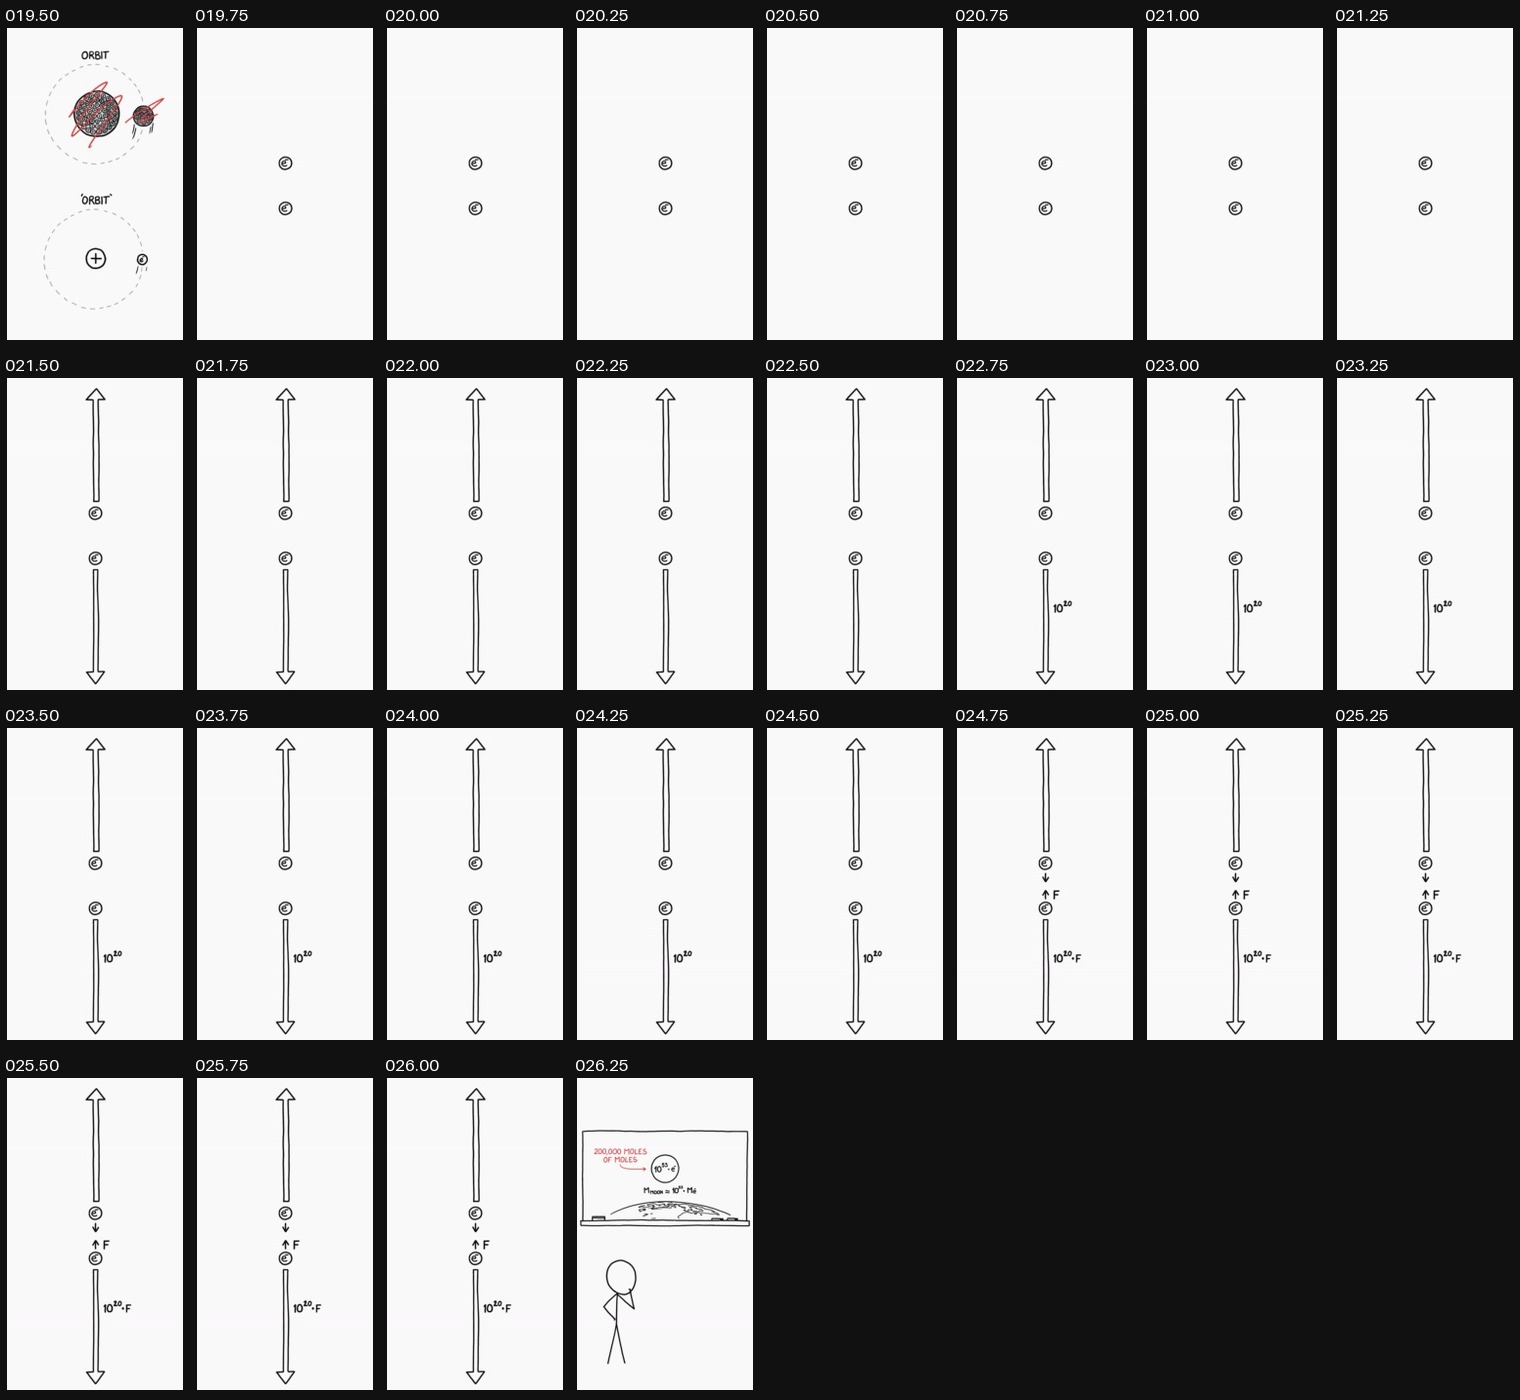 019.50 019.75 020.00 020.25 020.50 020.75 021.00 021.25
ORBIT
e⁻ e⁻ e⁻ e⁻ e⁻ e⁻ e⁻
"ORBIT"
e⁻ e⁻ e⁻ e⁻ e⁻ e⁻ e⁻
+ e⁻
021.50 021.75 022.00 022.25 022.50 022.75 023.00 023.25
e⁻ e⁻ e⁻ e⁻ e⁻ e⁻ e⁻ e⁻
e⁻ e⁻ e⁻ e⁻ e⁻ e⁻ e⁻ e⁻
10²⁰ 10²⁰ 10²⁰
023.50 023.75 024.00 024.25 024.50 024.75 025.00 025.25
e⁻ e⁻ e⁻ e⁻ e⁻ e⁻ e⁻ e⁻
F F F
e⁻ e⁻ e⁻ e⁻ e⁻ e⁻ e⁻ e⁻
10²⁰ 10²⁰ 10²⁰ 10²⁰ 10²⁰ 10²⁰·F 10²⁰·F 10²⁰·F
025.50 025.75 026.00 026.25
e⁻ e⁻ e⁻
F F F
e⁻ e⁻ e⁻
10²⁰·F 10²⁰·F 10²⁰·F
200,000 MOLES
OF MOLES
10⁵³·e⁻
Mmoon ≈ 10⁵³·Me⁻